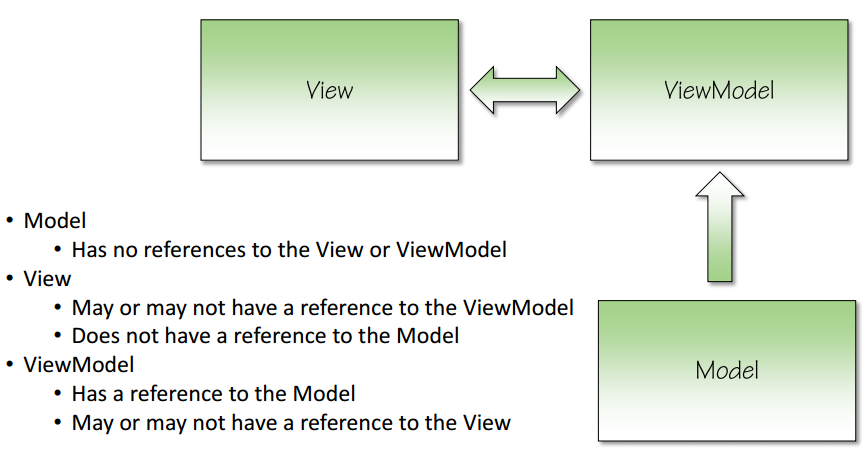 View
ViewModel
• Model
• Has no references to the View or ViewModel
• View
• May or may not have a reference to the ViewModel
• Does not have a reference to the Model
• ViewModel
• Has a reference to the Model
• May or may not have a reference to the View
Model